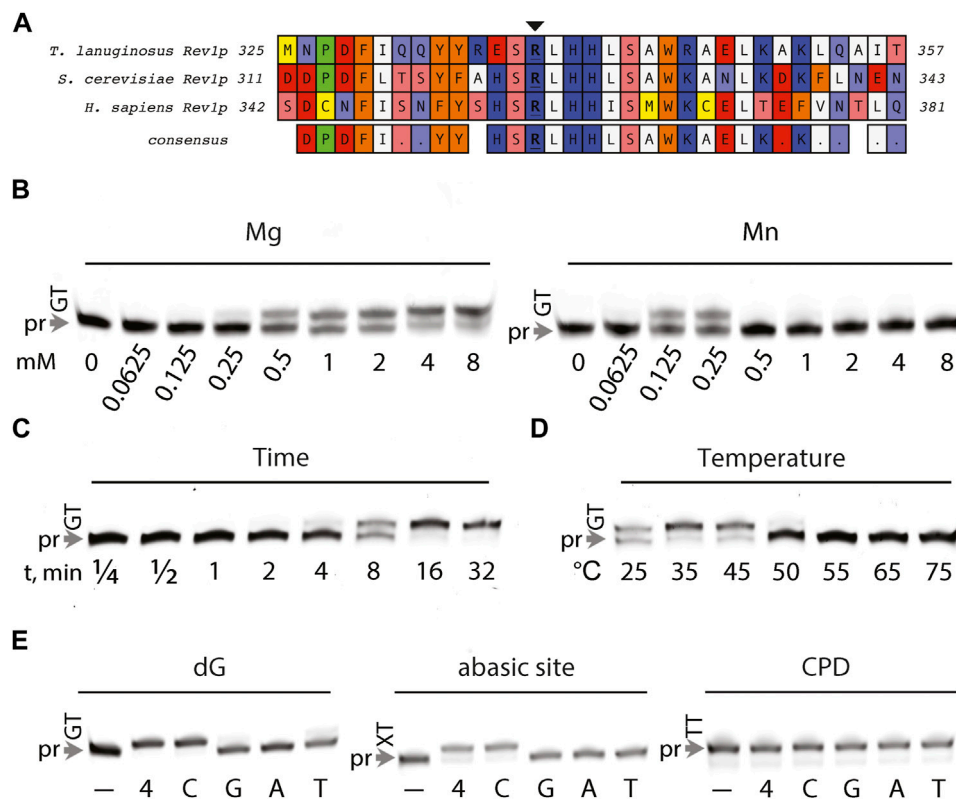 A
T. lanuginosus Rev1p 325 M N P D F I Q Q Y Y R E S R L H H L S A W R A E L K A K L Q A I T 357
S. cerevisiae Rev1p 311 D D P D F L T S Y F A H S R L H H L S A W K A N L K D K F L N E N 343
H. sapiens Rev1p 342 S D C N F I S N F Y S H S R L H H I S M W K C E L T E F V N T L Q 381
consensus D P D F I . . Y Y H S R L H H L S A W K A E L K . K . . . .
B
Mg
GT
pr
mM 0 0.0625 0.125 0.25 0.5 1 2 4 8
Mn
GT
pr
0 0.0625 0.125 0.25 0.5 1 2 4 8
C
Time
GT
pr
t, min ¼ ½ 1 2 4 8 16 32
D
Temperature
GT
pr
°C 25 35 45 50 55 65 75
E
dG
GT
pr
— 4 C G A T
abasic site
XT
pr
— 4 C G A T
CPD
TT
pr
— 4 C G A T